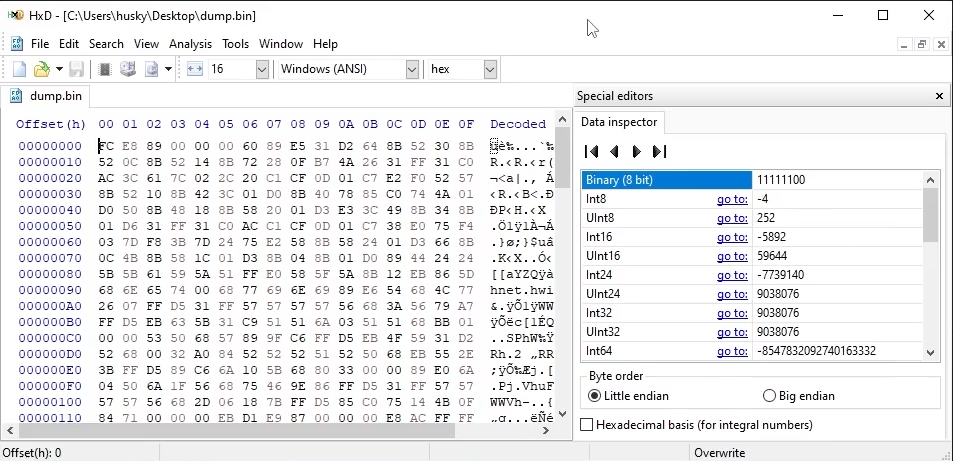 HxD - [C:\Users\husky\Desktop\dump.bin]
File Edit Search View Analysis Tools Window Help
16 Windows (ANSI) hex
dump.bin
Offset(h) 00 01 02 03 04 05 06 07 08 09 0A 0B 0C 0D 0E 0F Decoded
00000000 FC E8 89 00 00 00 60 89 E5 31 D2 64 8B 52 30 8B üè‰...`‰
00000010 52 0C 8B 52 14 8B 72 28 0F B7 4A 26 31 FF 31 C0 R.‹R.‹r(
00000020 AC 3C 61 7C 02 2C 20 C1 CF 0D 01 C7 E2 F0 52 57 ¬<a|., Á
00000030 8B 52 10 8B 42 3C 01 D0 8B 40 78 85 C0 74 4A 01 ‹R.‹B<.Ð
00000040 D0 50 8B 48 18 8B 58 20 01 D3 E3 3C 49 8B 34 8B ÐP‹H.‹X
00000050 01 D6 31 FF 31 C0 AC C1 CF 0D 01 C7 38 E0 75 F4 .Ö1ÿ1À¬Á
00000060 03 7D F8 3B 7D 24 75 E2 58 8B 58 24 01 D3 66 8B .}ø;}$uâ
00000070 0C 4B 8B 58 1C 01 D3 8B 04 8B 01 D0 89 44 24 24 .K‹X..Ó‹
00000080 5B 5B 61 59 5A 51 FF E0 58 5F 5A 8B 12 EB 86 5D [[aYZQÿà
00000090 68 6E 65 74 00 68 77 69 6E 69 89 E6 54 68 4C 77 hnet.hwi
000000A0 26 07 FF D5 31 FF 57 57 57 57 56 68 3A 56 79 A7 &.ÿÕ1ÿWW
000000B0 FF D5 EB 63 5B 31 C9 51 51 6A 03 51 51 68 BB 01 ÿÕëc[1ÉQ
000000C0 00 00 53 50 68 57 89 9F C6 FF D5 EB 4F 59 31 D2 ..SPhW‰Ÿ
000000D0 52 68 00 32 A0 84 52 52 52 51 52 50 68 EB 55 2E Rh.2 „RR
000000E0 3B FF D5 89 C6 6A 10 5B 68 80 33 00 00 89 E0 6A ;ÿÕ‰Æj.[
000000F0 04 50 6A 1F 56 68 75 46 9E 86 FF D5 31 FF 57 57 .Pj.VhuF
00000100 57 57 56 68 2D 06 18 7B FF D5 85 C0 75 14 4B 0F WWVh-..{
00000110 84 71 00 00 00 EB D1 E9 87 00 00 00 E8 AC FF FF „q...ëÑé
Special editors
Data inspector
Binary (8 bit) 11111100
Int8 go to: -4
UInt8 go to: 252
Int16 go to: -5892
UInt16 go to: 59644
Int24 go to: -7739140
UInt24 go to: 9038076
Int32 go to: 9038076
UInt32 go to: 9038076
Int64 go to: -8547832092740163332
Byte order
Little endian Big endian
Hexadecimal basis (for integral numbers)
Offset(h): 0 Overwrite